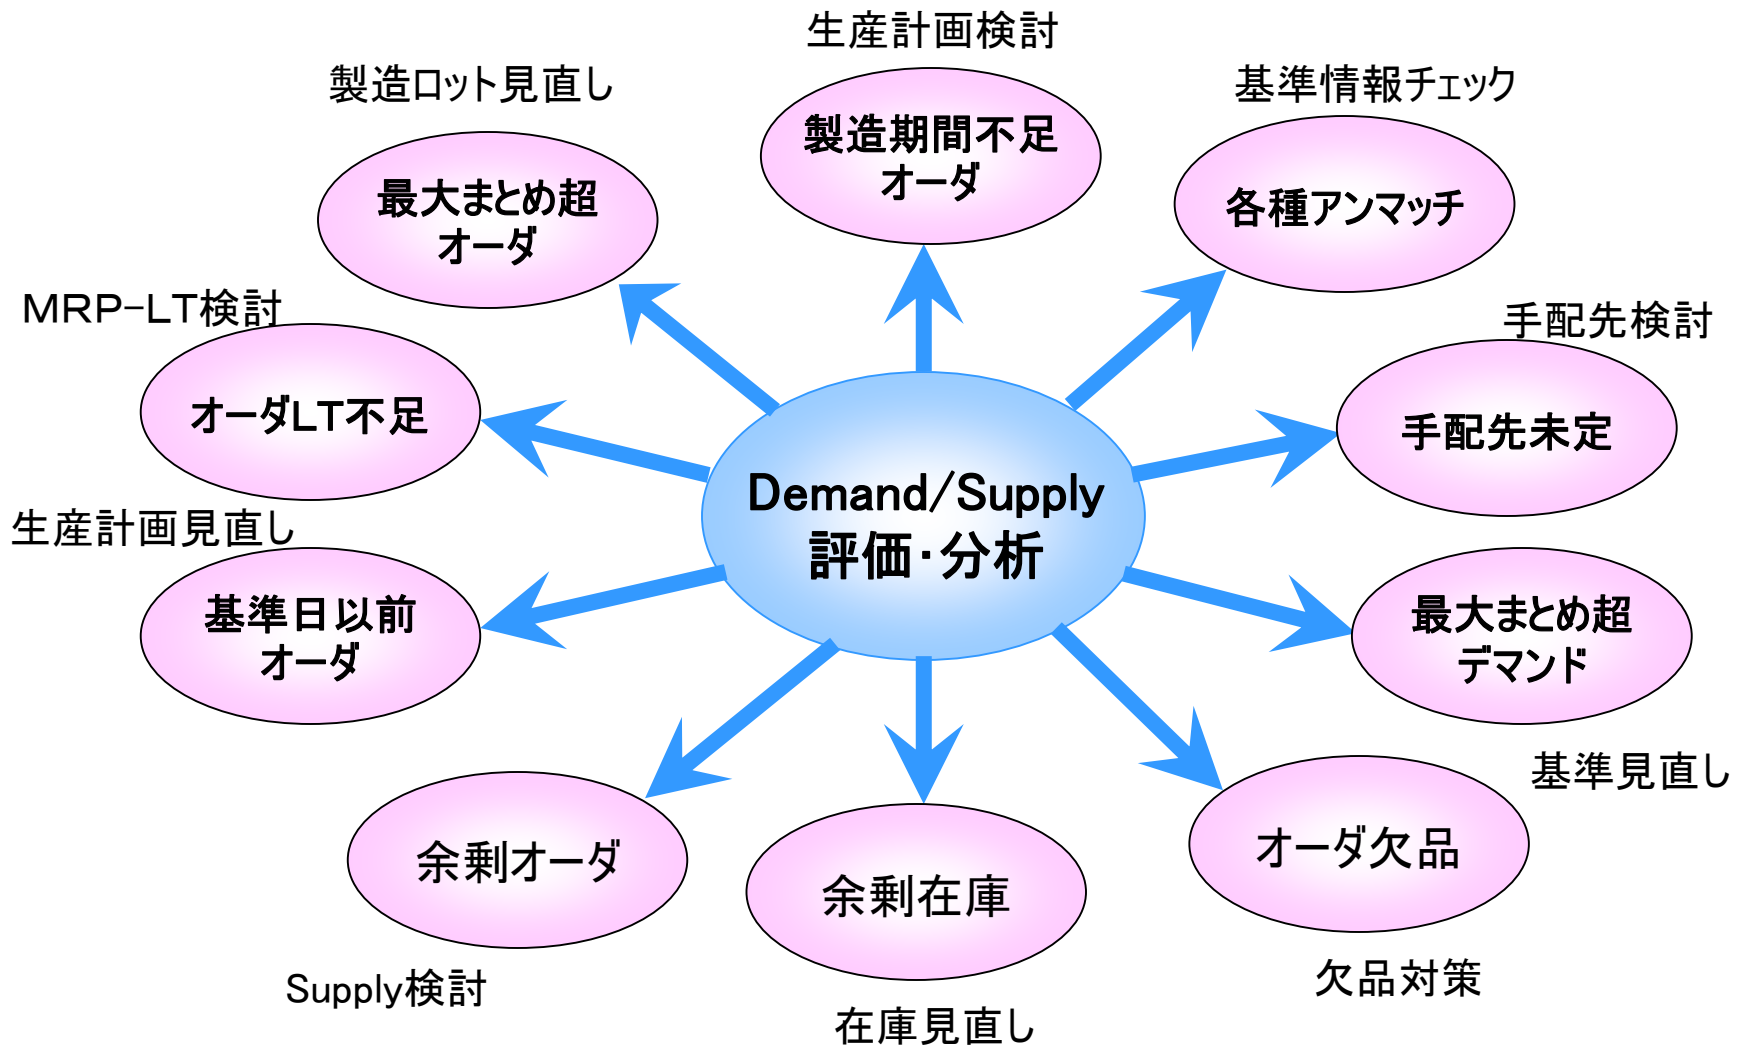 生産計画検討
製造期間不足
オーダ
製造ロット見直し
最大まとめ超
オーダ
基準情報チェック
各種アンマッチ
MRP-LT検討
オーダLT不足
手配先検討
手配先未定
Demand/Supply
評価・分析
生産計画見直し
基準日以前
オーダ
最大まとめ超
デマンド
基準見直し
余剰オーダ
Supply検討
余剰在庫
在庫見直し
オーダ欠品
欠品対策